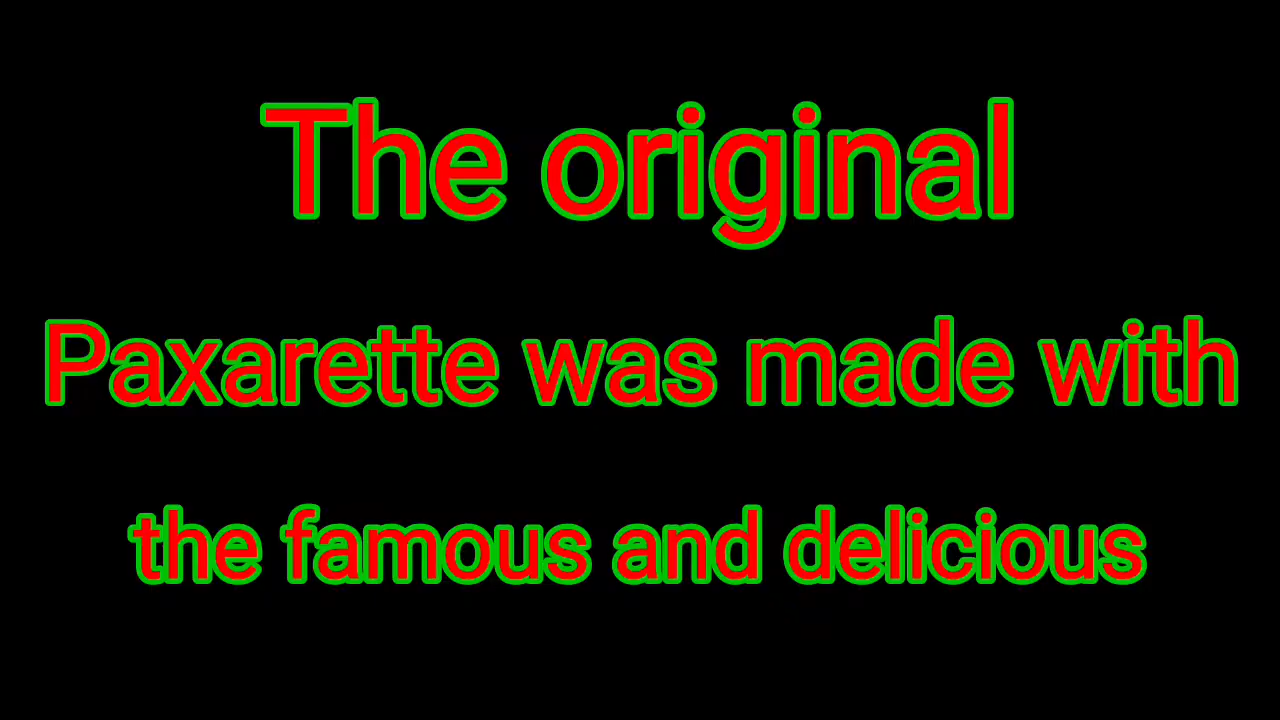 The original
Paxarette was made with
the famous and delicious